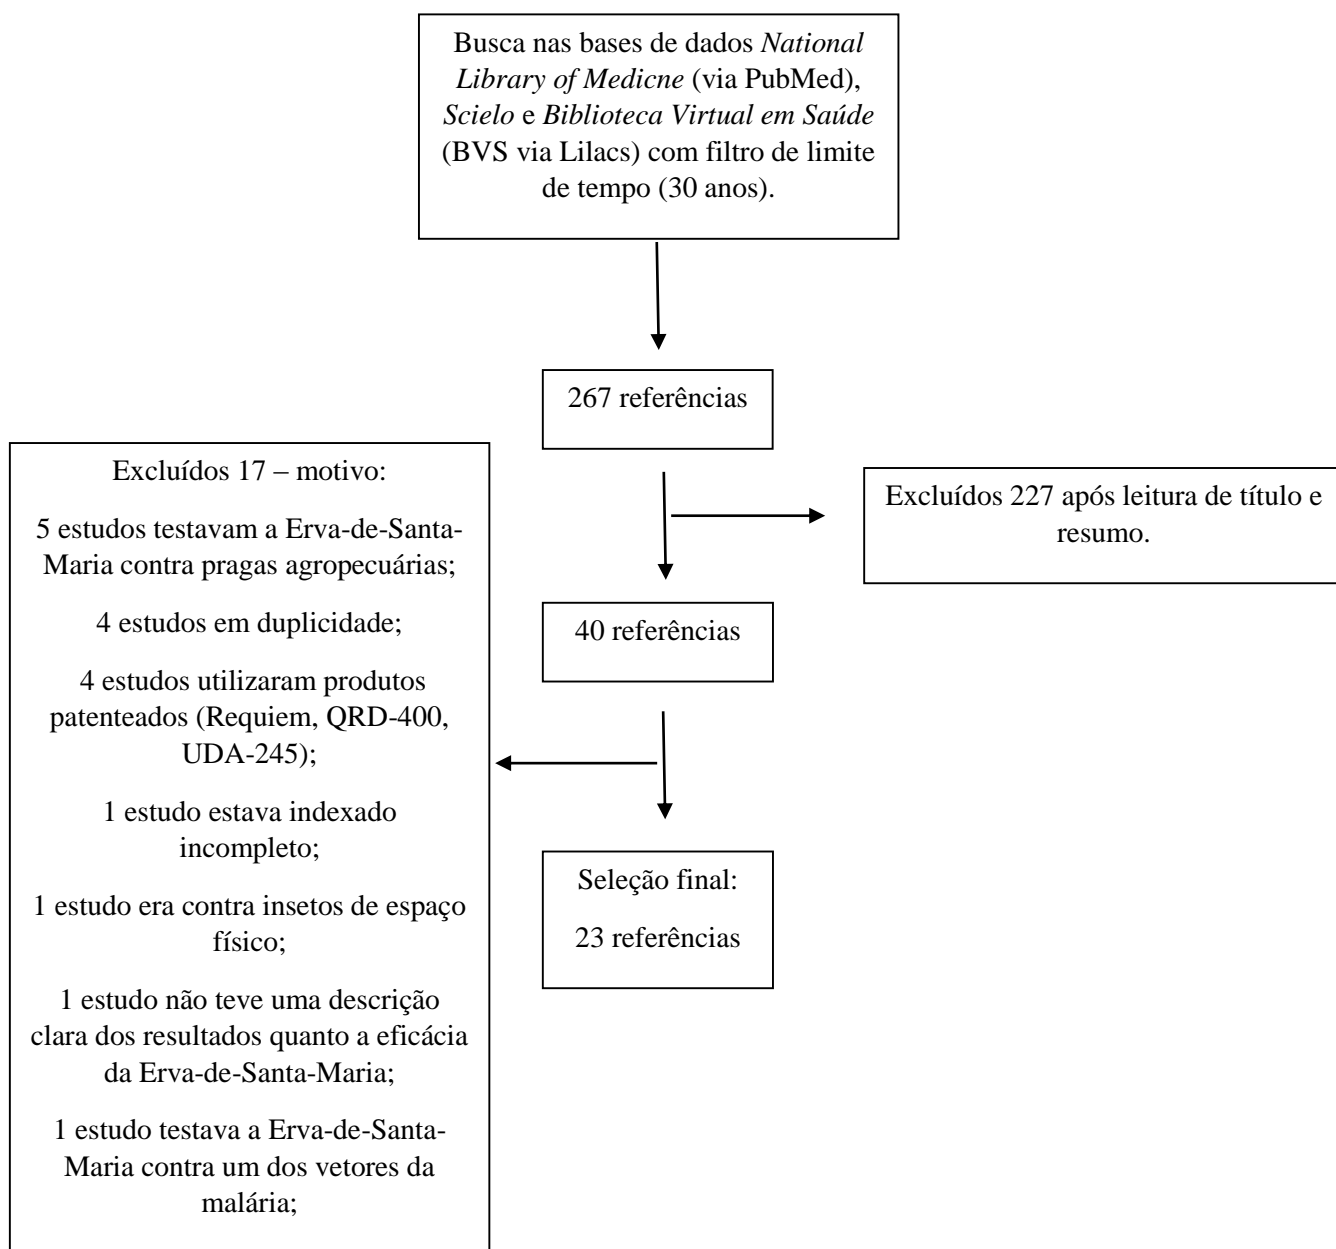 Busca nas bases de dados National
Library of Medicne (via PubMed),
Scielo e Biblioteca Virtual em Saúde
(BVS via Lilacs) com filtro de limite
de tempo (30 anos).
267 referências
Excluídos 227 após leitura de título e
resumo.
40 referências
Excluídos 17 – motivo:
5 estudos testavam a Erva-de-Santa-
Maria contra pragas agropecuárias;
4 estudos em duplicidade;
4 estudos utilizaram produtos
patenteados (Requiem, QRD-400,
UDA-245);
1 estudo estava indexado
incompleto;
1 estudo era contra insetos de espaço
físico;
1 estudo não teve uma descrição
clara dos resultados quanto a eficácia
da Erva-de-Santa-Maria;
1 estudo testava a Erva-de-Santa-
Maria contra um dos vetores da
malária;
Seleção final:
23 referências